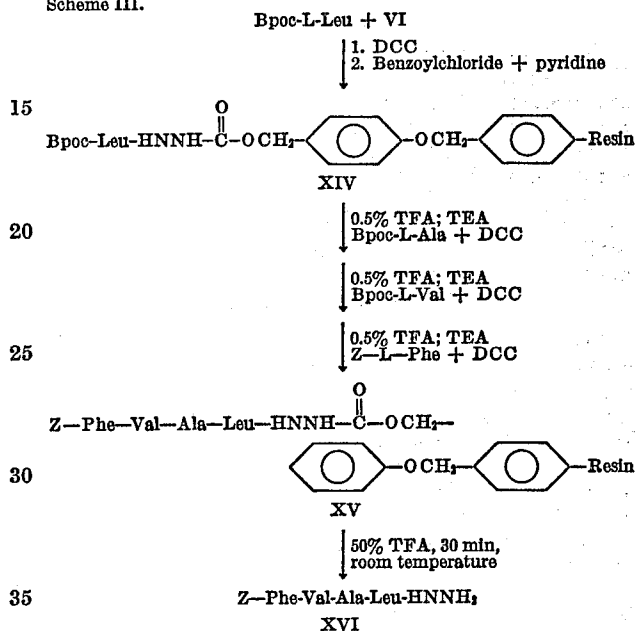 Scheme III.
Bpoc-L-Leu + VI
1. DCC
2. Benzoylchloride + pyridine
15
O
Bpoc-Leu-HNNH-C-OCH₂- -OCH₂- -Resin
XIV
20
0.5% TFA; TEA
Bpoc-L-Ala + DCC
0.5% TFA; TEA
Bpoc-L-Val + DCC
25
0.5% TFA; TEA
Z-L-Phe + DCC
O
Z-Phe-Val-Ala-Leu-HNNH-C-OCH₂-
30
-OCH₂- -Resin
XV
50% TFA, 30 min,
room temperature
35
Z-Phe-Val-Ala-Leu-HNNH₂
XVI